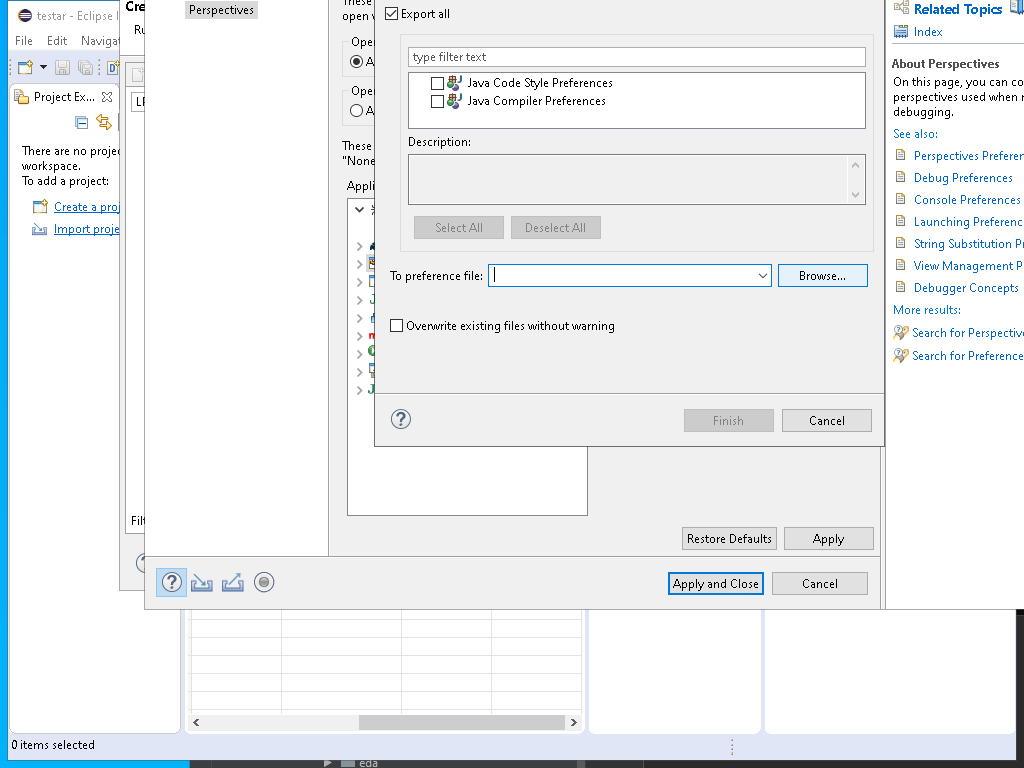 testar - Eclipse I
File
Edit
Navigat
Project Ex...
There are no proje
workspace.
To add a project:
Create a proj
Import proje
0 items selected
Cre
Ru
LF
Filt
Perspectives
These
open v
Open
A
Open
A
These
"None
Appli
Restore Defaults
Apply
Apply and Close
Cancel
Export all
type filter text
Java Code Style Preferences
Java Compiler Preferences
Description:
Select All
Deselect All
To preference file:
Browse...
Overwrite existing files without warning
Finish
Cancel
Related Topics
Index
About Perspectives
On this page, you can co
perspectives used when r
debugging.
See also:
Perspectives Preferen
Debug Preferences
Console Preferences
Launching Preferenc
String Substitution P
View Management P
Debugger Concepts
More results:
Search for Perspectiv
Search for Preference
eda